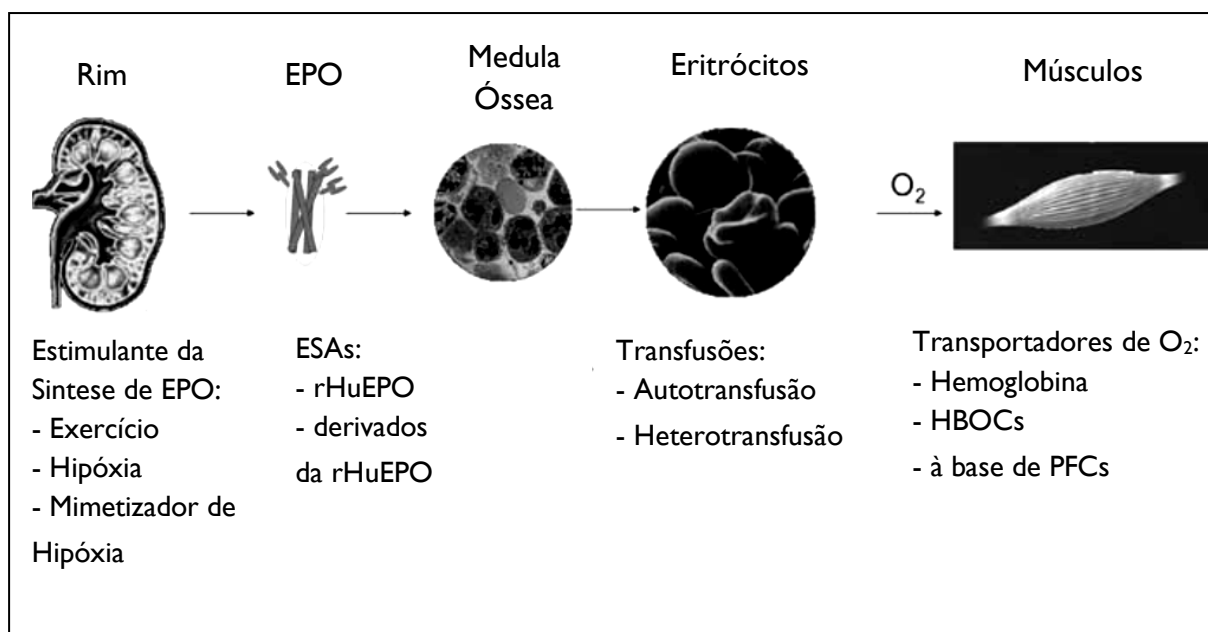 Rim
EPO
Medula
Óssea
Eritrócitos
Músculos
O₂
Estimulante da
Sintese de EPO:
- Exercício
- Hipóxia
- Mimetizador de
Hipóxia
ESAs:
- rHuEPO
- derivados
da rHuEPO
Transfusões:
- Autotransfusão
- Heterotransfusão
Transportadores de O₂:
- Hemoglobina
- HBOCs
- à base de PFCs